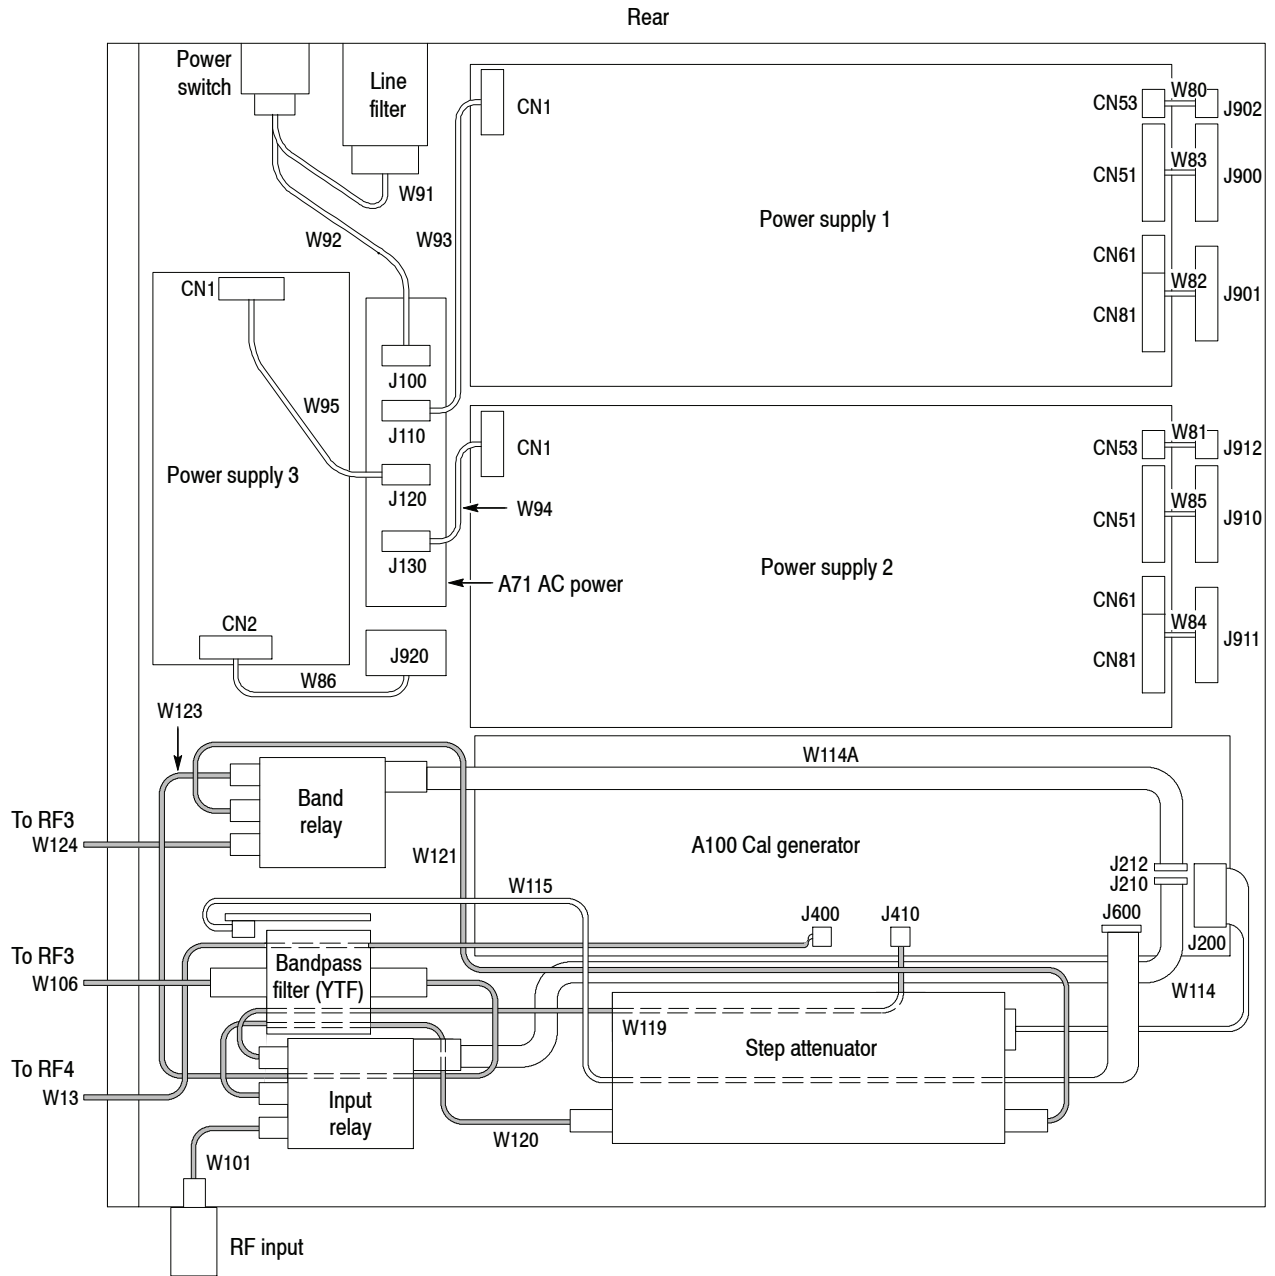 Rear
Power
switch
Line
filter
CN1
CN53
W80
J902
W91
CN51
W83
J900
Power supply 1
W92
W93
CN61
W82
J901
CN1
CN81
J100
W95
J110
CN1
CN53
W81
J912
Power supply 3
J120
W94
CN51
W85
J910
J130
Power supply 2
A71 AC power
CN61
W84
J911
CN2
J920
CN81
W86
W123
W114A
Band
relay
To RF3
W124
W121
A100 Cal generator
J212
J210
W115
J400
J410
J600
J200
To RF3
W106
Bandpass
filter (YTF)
W114
W119
Step attenuator
To RF4
W13
Input
relay
W120
W101
RF input